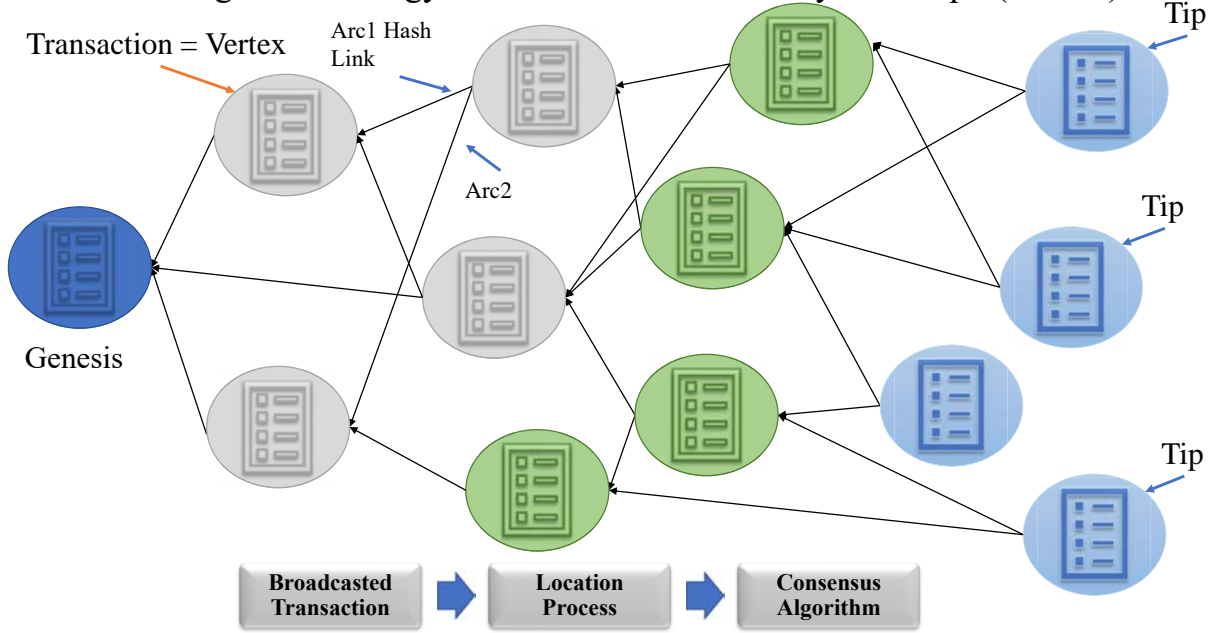 Tip
Transaction = Vertex
Arc1 Hash
Link
Arc2
Tip
Genesis
Tip
Broadcasted
Transaction
Location
Process
Consensus
Algorithm